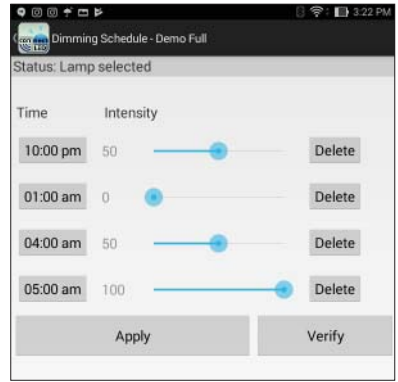 3:22 PM
Dimming Schedule - Demo Full
Status: Lamp selected
Time Intensity
10:00 pm 50 Delete
01:00 am 0 Delete
04:00 am 50 Delete
05:00 am 100 Delete
Apply Verify